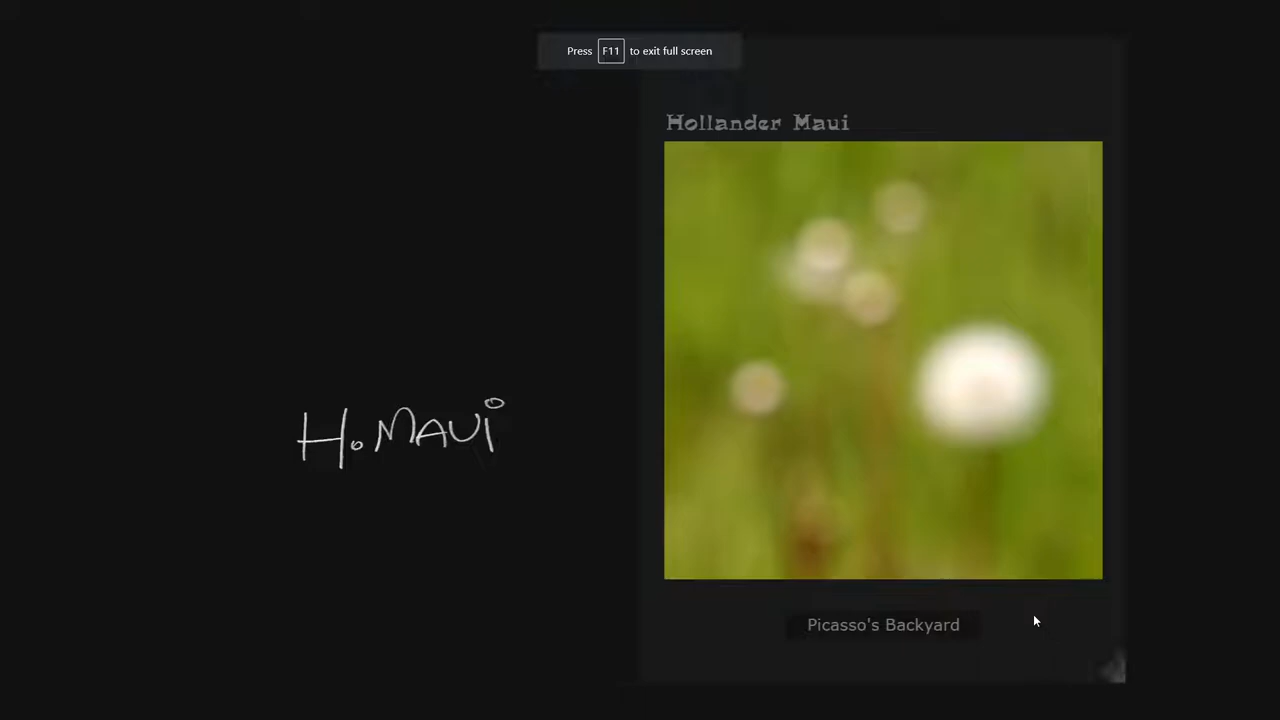 Press F11 to exit full screen
Hollander Maui
H. MAUI
Picasso's Backyard